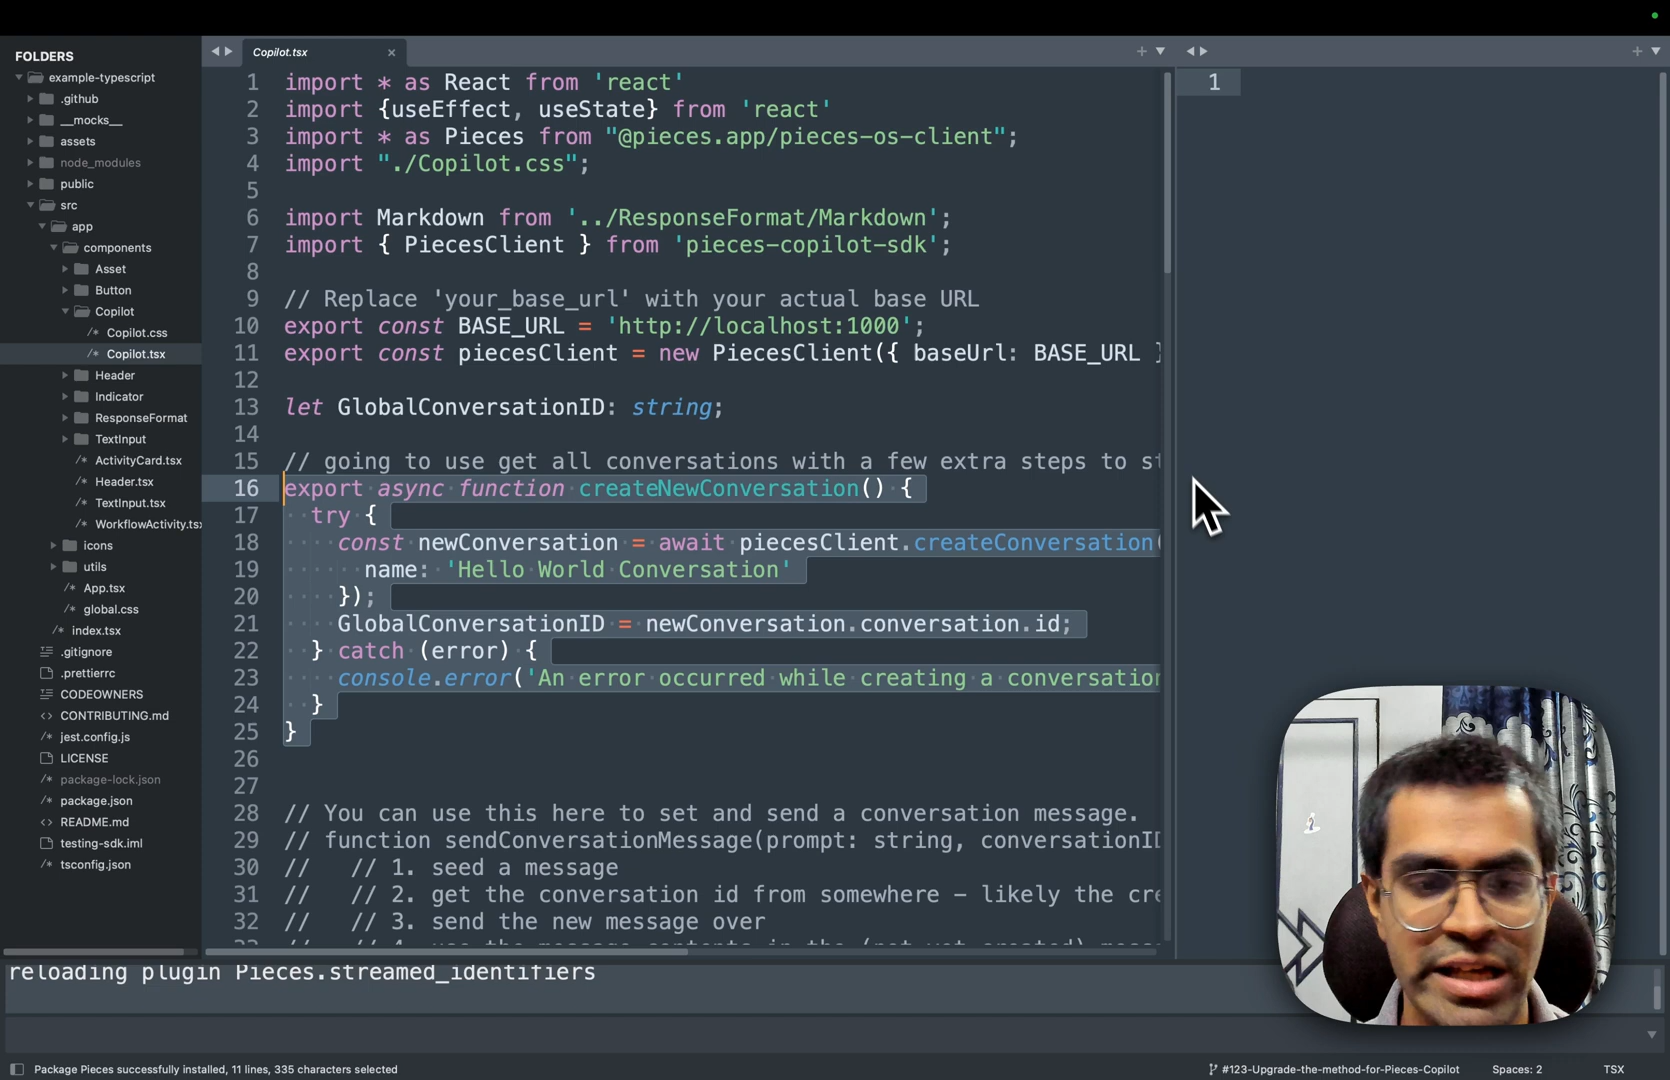 FOLDERS
example-typescript
.github
__mocks__
assets
node_modules
public
src
app
components
Asset
Button
Copilot
/* Copilot.css
/* Copilot.tsx
Header
Indicator
ResponseFormat
TextInput
/* ActivityCard.tsx
/* Header.tsx
/* TextInput.tsx
/* WorkflowActivity.tsx
icons
utils
/* App.tsx
/* global.css
/* index.tsx
.gitignore
.prettierrc
CODEOWNERS
<> CONTRIBUTING.md
/* jest.config.js
LICENSE
/* package-lock.json
/* package.json
<> README.md
testing-sdk.iml
/* tsconfig.json
Copilot.tsx ×
1 import * as React from 'react'
2 import {useEffect, useState} from 'react'
3 import * as Pieces from "@pieces.app/pieces-os-client";
4 import "./Copilot.css";
5
6 import Markdown from '../ResponseFormat/Markdown';
7 import { PiecesClient } from 'pieces-copilot-sdk';
8
9 // Replace 'your_base_url' with your actual base URL
10 export const BASE_URL = 'http://localhost:1000';
11 export const piecesClient = new PiecesClient({ baseUrl: BASE_URL }
12
13 let GlobalConversationID: string;
14
15 // going to use get all conversations with a few extra steps to st
16 export async function createNewConversation() {
17 try {
18 const newConversation = await piecesClient.createConversation(
19 name: 'Hello World Conversation'
20 });
21 GlobalConversationID = newConversation.conversation.id;
22 } catch (error) {
23 console.error('An error occurred while creating a conversation
24 }
25 }
26
27
28 // You can use this here to set and send a conversation message.
29 // function sendConversationMessage(prompt: string, conversationID
30 // // 1. seed a message
31 // // 2. get the conversation id from somewhere - likely the cre
32 // // 3. send the new message over
1
reloading plugin Pieces.streamed_identifiers
Package Pieces successfully installed, 11 lines, 335 characters selected
#123-Upgrade-the-method-for-Pieces-Copilot
Spaces: 2
TSX